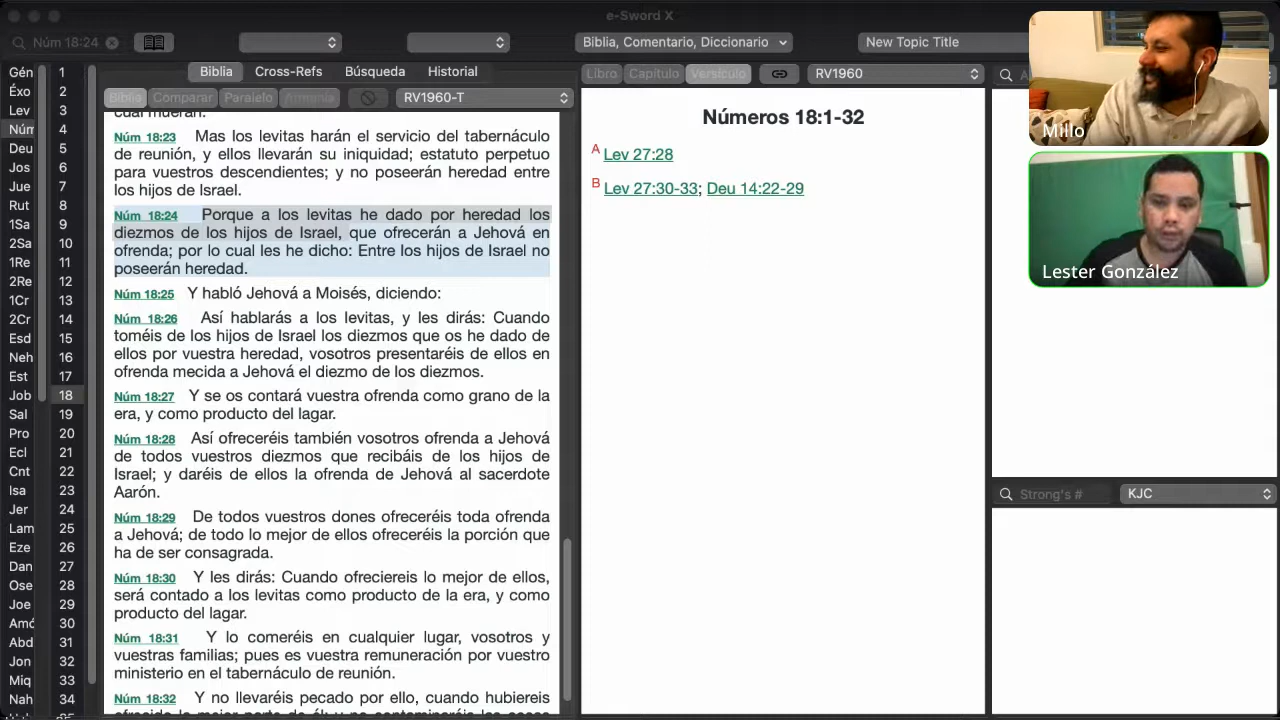 e-Sword X
Núm 18:24
Biblia, Comentario, Diccionario
New Topic Title
Biblia Cross-Refs Búsqueda Historial
Libro Capítulo Versículo
RV1960
Biblia Comparar Paralelo Armonía
RV1960-T
Gén
Éxo
Lev
Núm
Deu
Jos
Jue
Rut
1Sa
2Sa
1Re
2Re
1Cr
2Cr
Esd
Neh
Est
Job
Sal
Pro
Ecl
Cnt
Isa
Jer
Lam
Eze
Dan
Ose
Joe
Amó
Abd
Jon
Miq
Nah
1
2
3
4
5
6
7
8
9
10
11
12
13
14
15
16
17
18
19
20
21
22
23
24
25
26
27
28
29
30
31
32
33
34
cual mueran.
Núm 18:23 Mas los levitas harán el servicio del tabernáculo
de reunión, y ellos llevarán su iniquidad; estatuto perpetuo
para vuestros descendientes; y no poseerán heredad entre
los hijos de Israel.
Núm 18:24 Porque a los levitas he dado por heredad los
diezmos de los hijos de Israel, que ofrecerán a Jehová en
ofrenda; por lo cual les he dicho: Entre los hijos de Israel no
poseerán heredad.
Núm 18:25 Y habló Jehová a Moisés, diciendo:
Núm 18:26 Así hablarás a los levitas, y les dirás: Cuando
toméis de los hijos de Israel los diezmos que os he dado de
ellos por vuestra heredad, vosotros presentaréis de ellos en
ofrenda mecida a Jehová el diezmo de los diezmos.
Núm 18:27 Y se os contará vuestra ofrenda como grano de la
era, y como producto del lagar.
Núm 18:28 Así ofreceréis también vosotros ofrenda a Jehová
de todos vuestros diezmos que recibáis de los hijos de
Israel; y daréis de ellos la ofrenda de Jehová al sacerdote
Aarón.
Núm 18:29 De todos vuestros dones ofreceréis toda ofrenda
a Jehová; de todo lo mejor de ellos ofreceréis la porción que
ha de ser consagrada.
Núm 18:30 Y les dirás: Cuando ofreciereis lo mejor de ellos,
será contado a los levitas como producto de la era, y como
producto del lagar.
Núm 18:31 Y lo comeréis en cualquier lugar, vosotros y
vuestras familias; pues es vuestra remuneración por vuestro
ministerio en el tabernáculo de reunión.
Núm 18:32 Y no llevaréis pecado por ello, cuando hubiereis
Números 18:1-32
A Lev 27:28
B Lev 27:30-33; Deu 14:22-29
Millo
Lester González
Strong's #
KJC